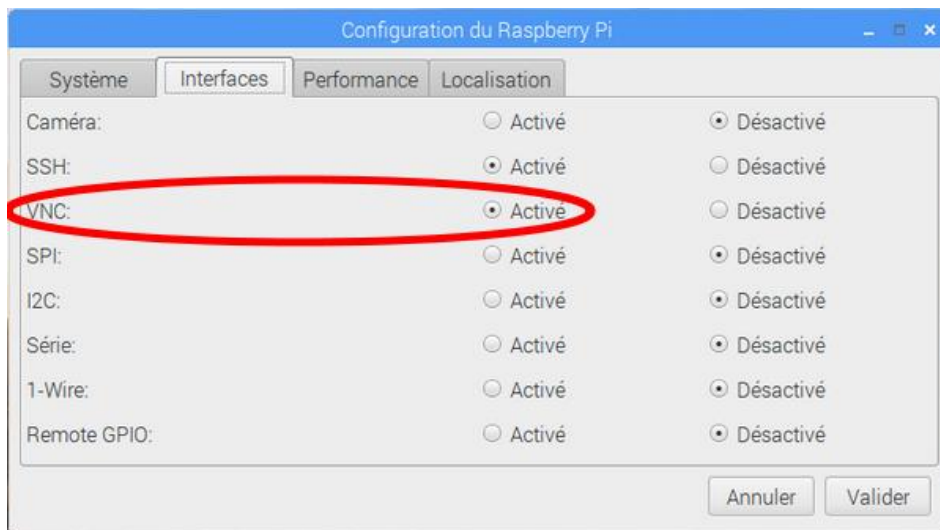 Configuration du Raspberry Pi
Système Interfaces Performance Localisation
Caméra: Activé Désactivé
SSH: Activé Désactivé
VNC: Activé Désactivé
SPI: Activé Désactivé
I2C: Activé Désactivé
Série: Activé Désactivé
1-Wire: Activé Désactivé
Remote GPIO: Activé Désactivé
Annuler Valider